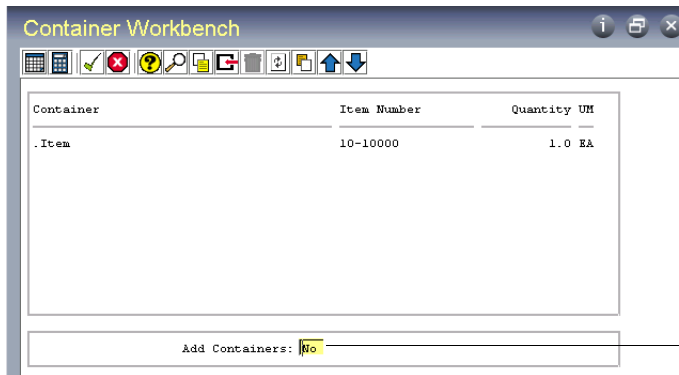 Container Workbench
Container Item Number Quantity UM
.Item 10-10000 1.0 EA
Add Containers: No